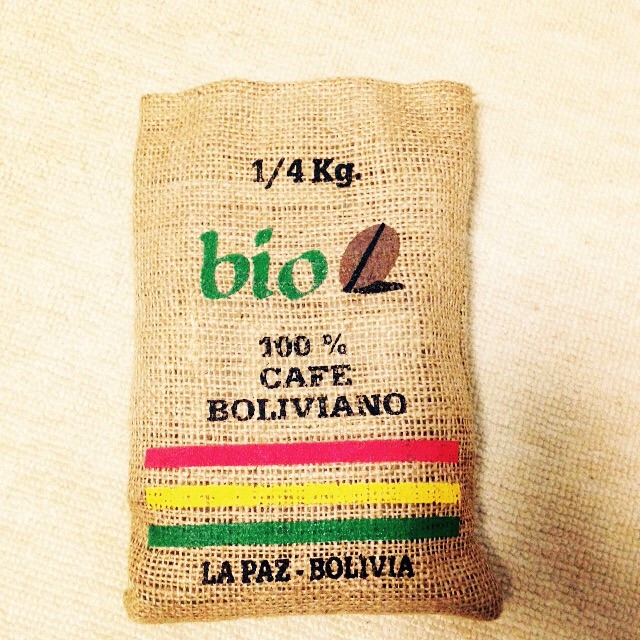 1/4 Kg.
bio
100 %
CAFE
BOLIVIANO
LA PAZ - BOLIVIA